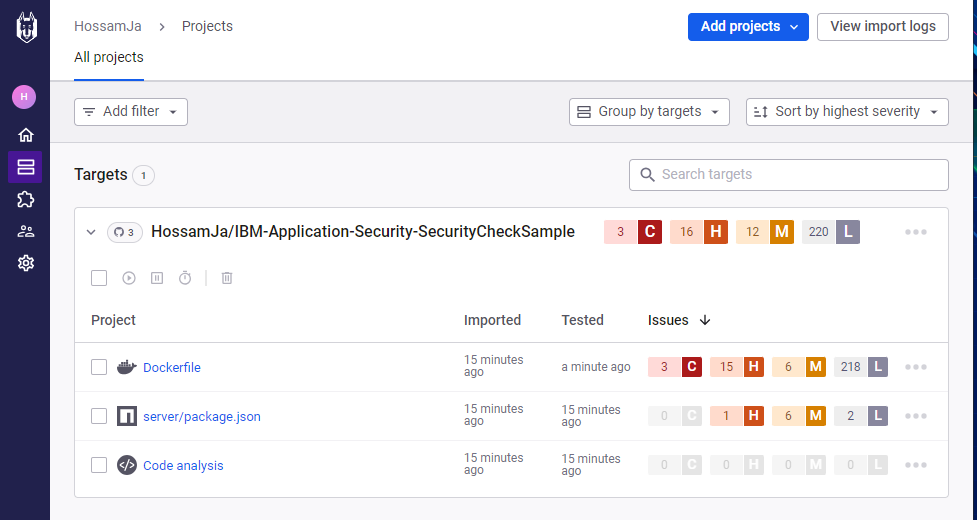 HossamJa > Projects
Add projects
View import logs
All projects
H
Add filter
Group by targets
Sort by highest severity
Targets 1
Search targets
3 HossamJa/IBM-Application-Security-SecurityCheckSample 3 C 16 H 12 M 220 L
Project Imported Tested Issues
Dockerfile 15 minutes ago a minute ago 3 C 15 H 6 M 218 L
server/package.json 15 minutes ago 15 minutes ago 0 C 1 H 6 M 2 L
Code analysis 15 minutes ago 15 minutes ago 0 C 0 H 0 M 0 L